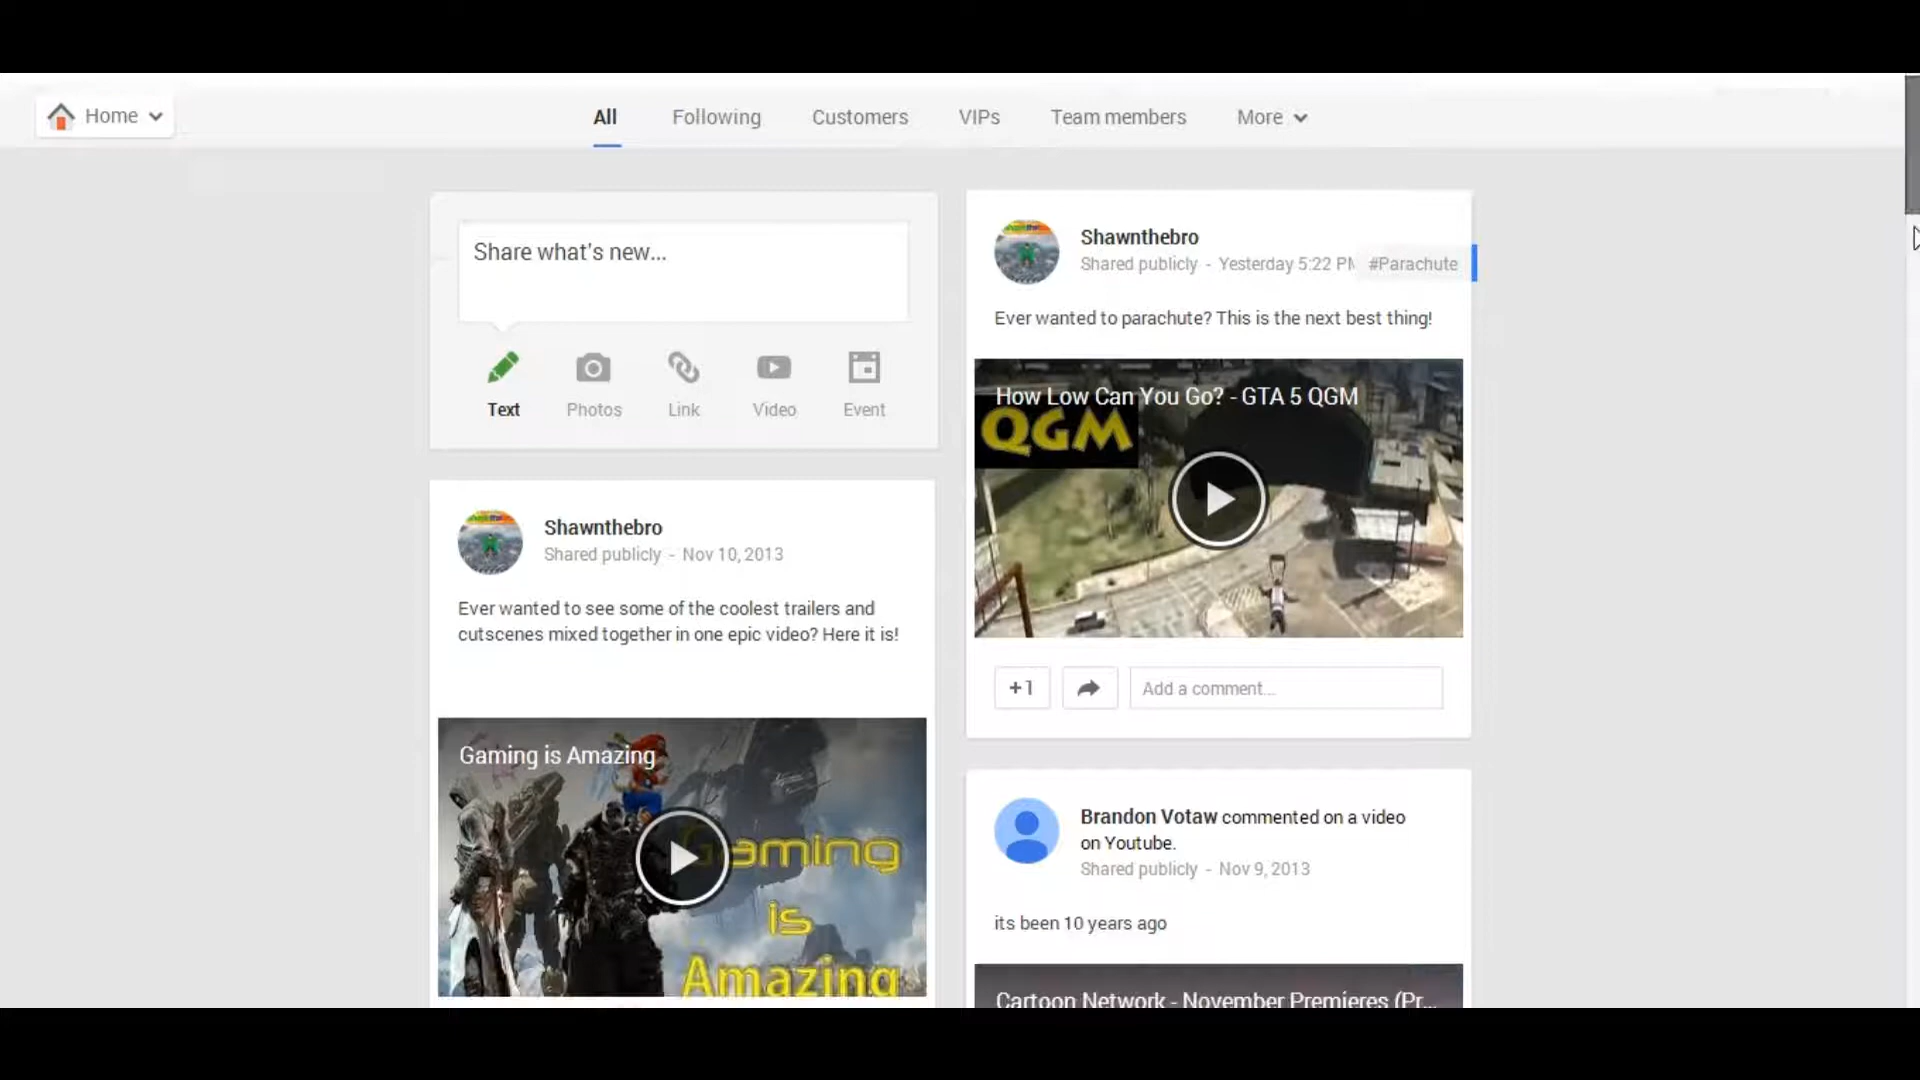 Home
All
Following
Customers
VIPs
Team members
More
Share what's new...
Text
Photos
Link
Video
Event
Shawnthebro
Shared publicly - Nov 10, 2013
Ever wanted to see some of the coolest trailers and
cutscenes mixed together in one epic video? Here it is!
Gaming is Amazing
Gaming
is
Amazing
Shawnthebro
Shared publicly - Yesterday 5:22 PM
#Parachute
Ever wanted to parachute? This is the next best thing!
How Low Can You Go? - GTA 5 QGM
QGM
+1
Add a comment...
Brandon Votaw commented on a video
on Youtube.
Shared publicly - Nov 9, 2013
its been 10 years ago
Cartoon Network - November Premieres (Pr...